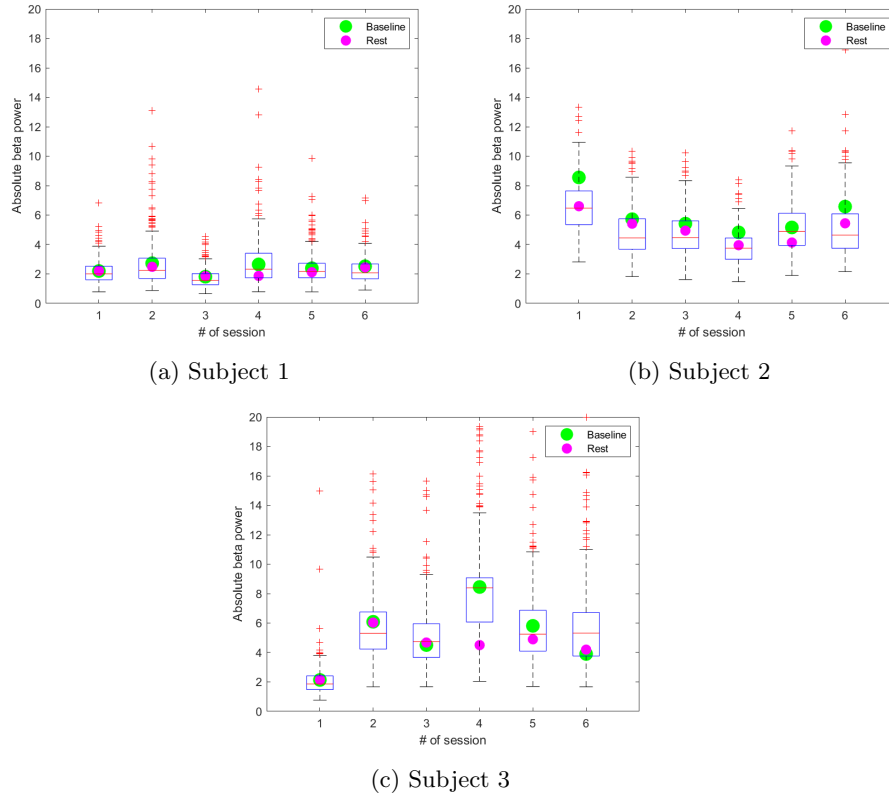 20
18
16
14
12
10
8
6
4
2
0
Absolute beta power
Baseline
Rest
1 2 3 4 5 6
# of session
(a) Subject 1
20
18
16
14
12
10
8
6
4
2
0
Absolute beta power
Baseline
Rest
1 2 3 4 5 6
# of session
(b) Subject 2
20
18
16
14
12
10
8
6
4
2
0
Absolute beta power
Baseline
Rest
1 2 3 4 5 6
# of session
(c) Subject 3